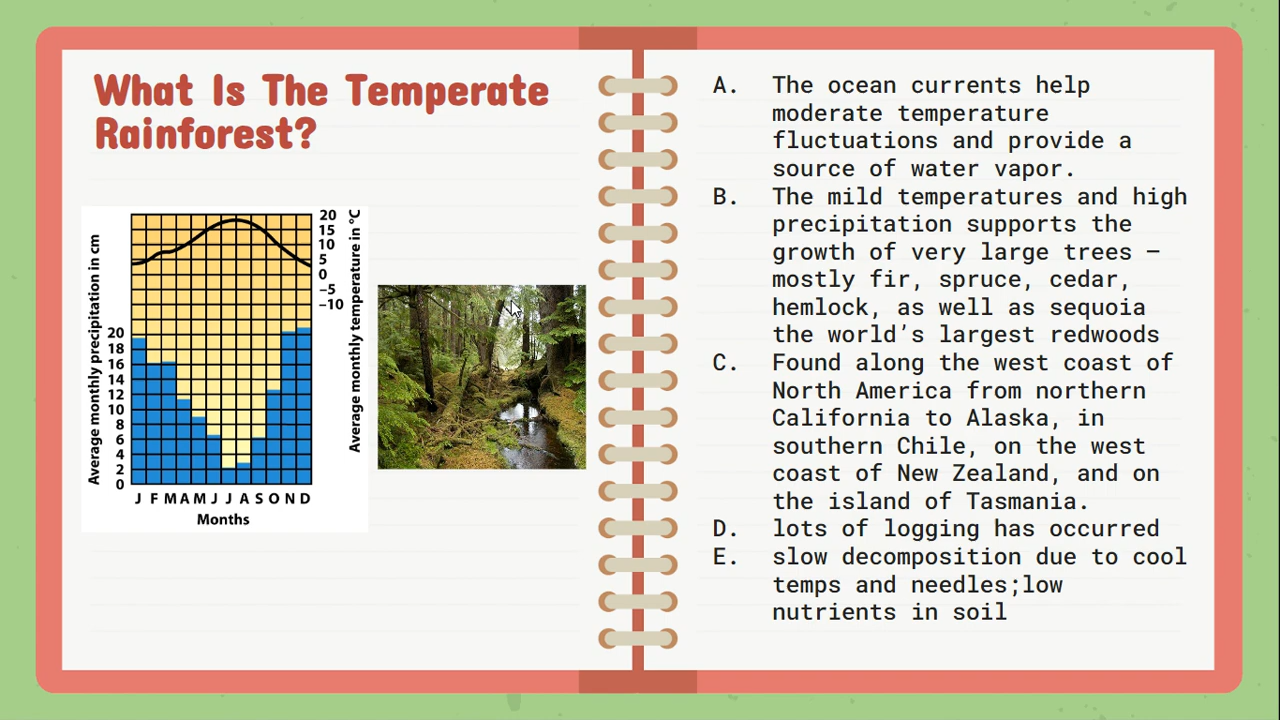 What Is The Temperate
Rainforest?
Average monthly precipitation in cm
20
18
16
14
12
10
8
6
4
2
0
20
15
10
5
0
–5
–10
Average monthly temperature in °C
J F M A M J J A S O N D
Months
A. The ocean currents help
moderate temperature
fluctuations and provide a
source of water vapor.
B. The mild temperatures and high
precipitation supports the
growth of very large trees –
mostly fir, spruce, cedar,
hemlock, as well as sequoia
the world’s largest redwoods
C. Found along the west coast of
North America from northern
California to Alaska, in
southern Chile, on the west
coast of New Zealand, and on
the island of Tasmania.
D. lots of logging has occurred
E. slow decomposition due to cool
temps and needles;low
nutrients in soil